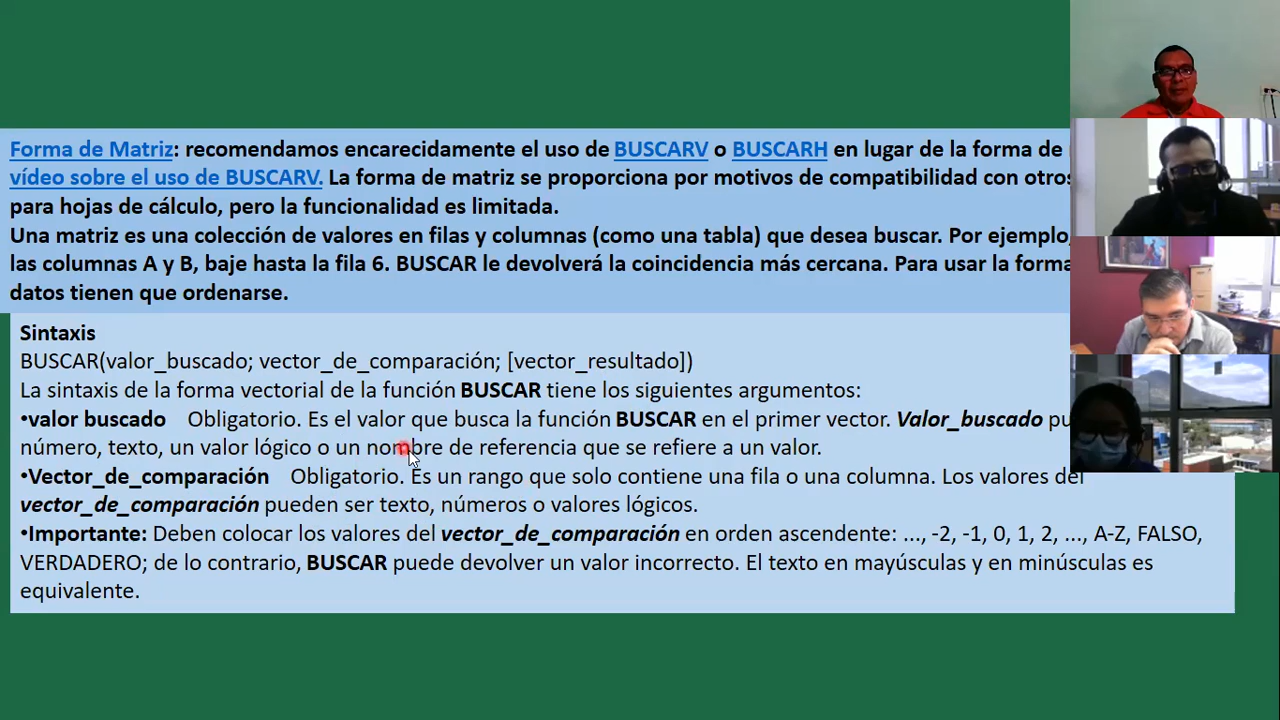 Forma de Matriz: recomendamos encarecidamente el uso de BUSCARV o BUSCARH en lugar de la forma de
vídeo sobre el uso de BUSCARV. La forma de matriz se proporciona por motivos de compatibilidad con otros
para hojas de cálculo, pero la funcionalidad es limitada.
Una matriz es una colección de valores en filas y columnas (como una tabla) que desea buscar. Por ejemplo,
las columnas A y B, baje hasta la fila 6. BUSCAR le devolverá la coincidencia más cercana. Para usar la forma
datos tienen que ordenarse.
Sintaxis
BUSCAR(valor_buscado; vector_de_comparación; [vector_resultado])
La sintaxis de la forma vectorial de la función BUSCAR tiene los siguientes argumentos:
•valor buscado Obligatorio. Es el valor que busca la función BUSCAR en el primer vector. Valor_buscado
número, texto, un valor lógico o un nombre de referencia que se refiere a un valor.
•Vector_de_comparación Obligatorio. Es un rango que solo contiene una fila o una columna. Los valores del
vector_de_comparación pueden ser texto, números o valores lógicos.
•Importante: Deben colocar los valores del vector_de_comparación en orden ascendente: ..., -2, -1, 0, 1, 2, ..., A-Z, FALSO,
VERDADERO; de lo contrario, BUSCAR puede devolver un valor incorrecto. El texto en mayúsculas y en minúsculas es
equivalente.